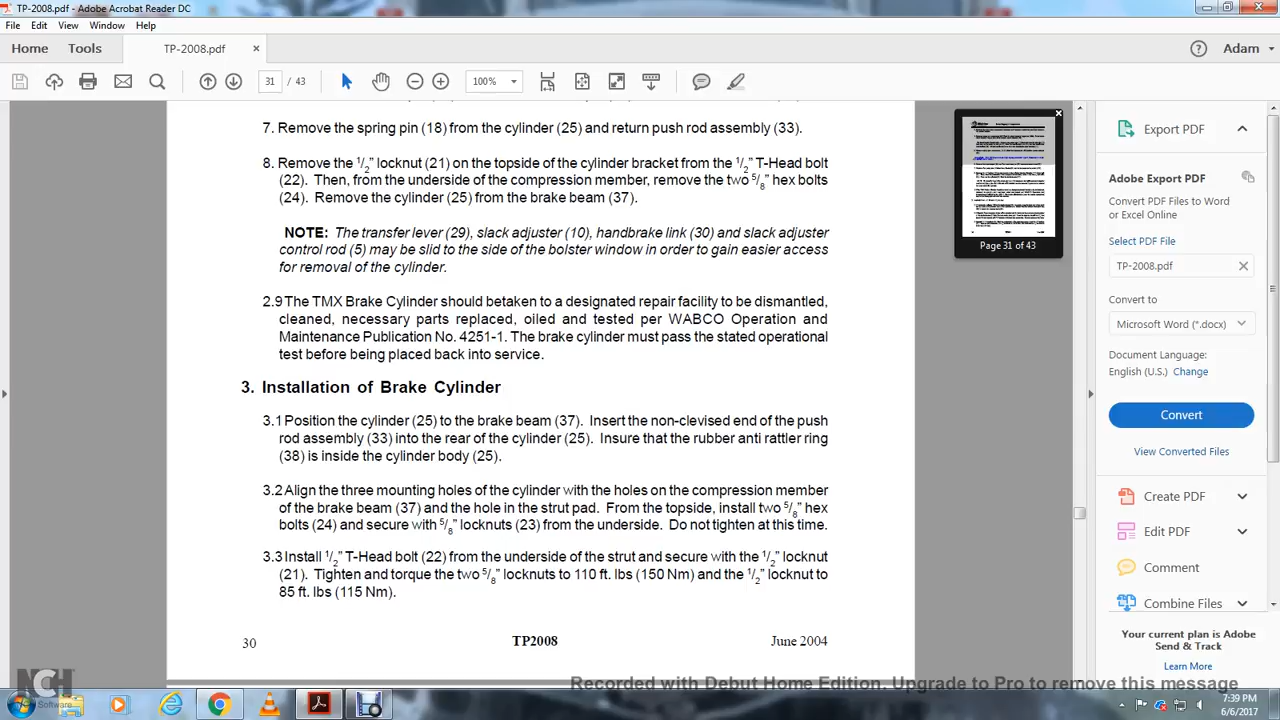 TP-2008.pdf - Adobe Acrobat Reader DC
File Edit View Window Help
Home Tools TP-2008.pdf × Adam
31 / 43 100%
7. Remove the spring pin (18) from the cylinder (25) and return push rod assembly (33).
8. Remove the 1/2" locknut (21) on the topside of the cylinder bracket from the 1/2" T-Head bolt
(22). Then, from the underside of the compression member, remove the two 5/8" hex bolts
(24). Remove the cylinder (25) from the brake beam (37).
NOTE: The transfer lever (29), slack adjuster (10), handbrake link (30) and slack adjuster
control rod (5) may be slid to the side of the bolster window in order to gain easier access
for removal of the cylinder.
2.9 The TMX Brake Cylinder should betaken to a designated repair facility to be dismantled,
cleaned, necessary parts replaced, oiled and tested per WABCO Operation and
Maintenance Publication No. 4251-1. The brake cylinder must pass the stated operational
test before being placed back into service.
3. Installation of Brake Cylinder
3.1 Position the cylinder (25) to the brake beam (37). Insert the non-clevised end of the push
rod assembly (33) into the rear of the cylinder (25). Insure that the rubber anti rattler ring
(38) is inside the cylinder body (25).
3.2 Align the three mounting holes of the cylinder with the holes on the compression member
of the brake beam (37) and the hole in the strut pad. From the topside, install two 5/8" hex
bolts (24) and secure with 5/8" locknuts (23) from the underside. Do not tighten at this time.
3.3 Install 1/2" T-Head bolt (22) from the underside of the strut and secure with the 1/2" locknut
(21). Tighten and torque the two 5/8" locknuts to 110 ft. lbs (150 Nm) and the 1/2" locknut to
85 ft. lbs (115 Nm).
30 TP2008 June 2004
Page 31 of 43
Export PDF
Adobe Export PDF
Convert PDF Files to Word
or Excel Online
Select PDF File
TP-2008.pdf
Convert to
Microsoft Word (*.docx)
Document Language:
English (U.S.) Change
Convert
View Converted Files
Create PDF
Edit PDF
Comment
Combine Files
Your current plan is Adobe
Send & Track
Learn More
NCH
Software
Recorded with Debut Home Edition. Upgrade to Pro to remove this message
7:39 PM
6/6/2017